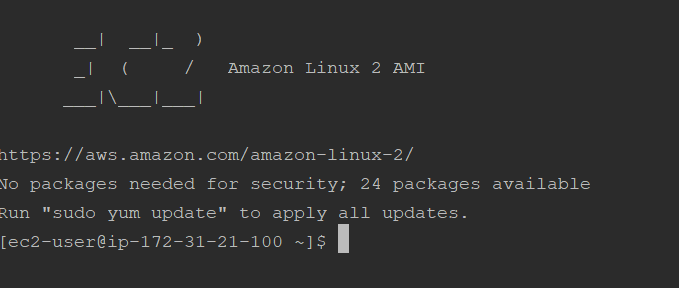 __|  __|_  )
_|  (     /   Amazon Linux 2 AMI
___|\___|___|
https://aws.amazon.com/amazon-linux-2/
No packages needed for security; 24 packages available
Run "sudo yum update" to apply all updates.
[ec2-user@ip-172-31-21-100 ~]$